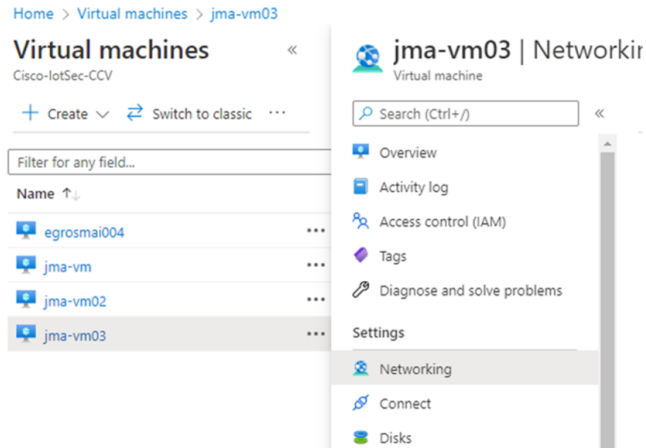 Home > Virtual machines > jma-vm03
Virtual machines
Cisco-IotSec-CCV
Create
Switch to classic
Filter for any field...
Name
egrosmai004
jma-vm
jma-vm02
jma-vm03
jma-vm03 | Networkin
Virtual machine
Search (Ctrl+/)
Overview
Activity log
Access control (IAM)
Tags
Diagnose and solve problems
Settings
Networking
Connect
Disks